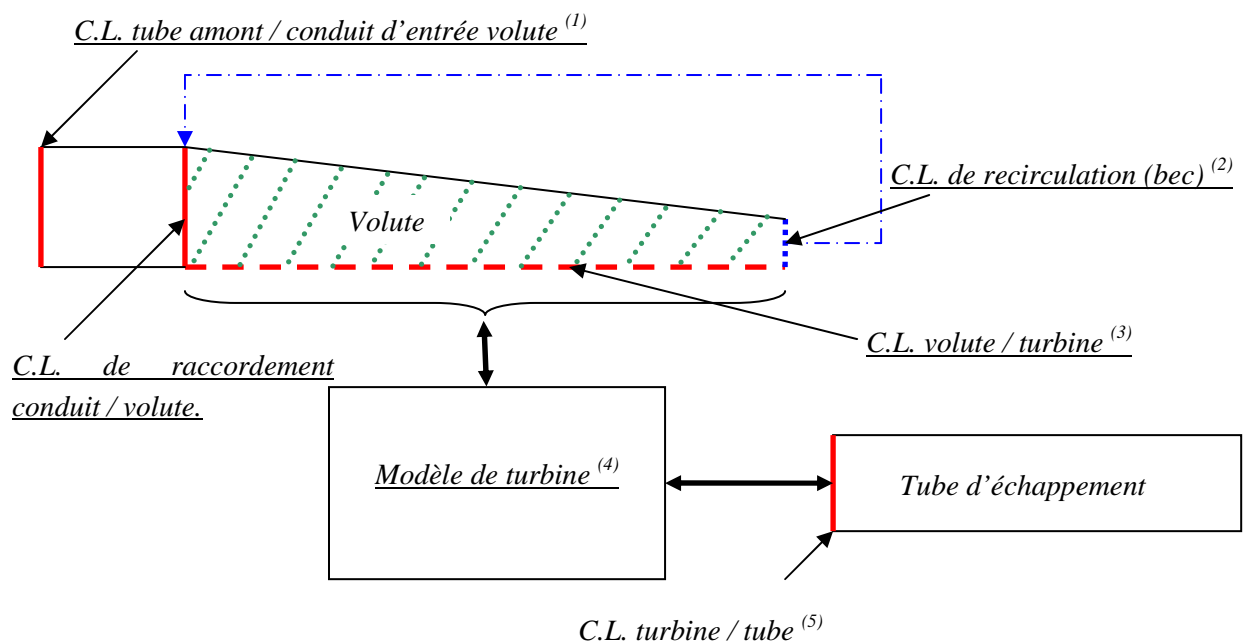 C.L. tube amont / conduit d’entrée volute (1)
C.L. de recirculation (bec) (2)
Volute
C.L. volute / turbine (3)
C.L. de raccordement
conduit / volute.
Modèle de turbine (4)
Tube d’échappement
C.L. turbine / tube (5)